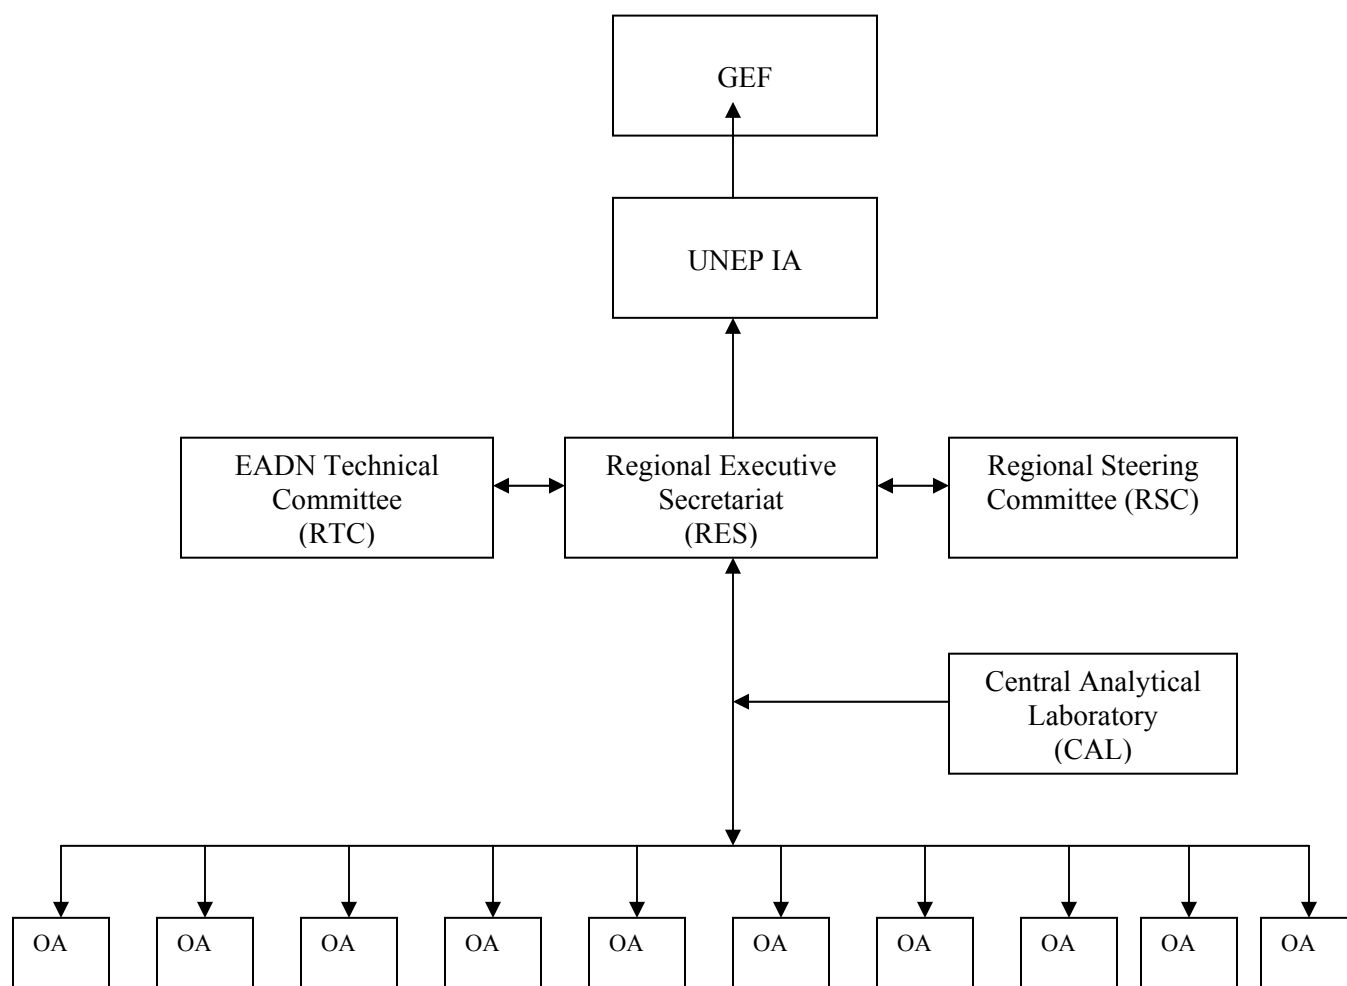 GEF
UNEP IA
EADN Technical
Committee
(RTC)
Regional Executive
Secretariat
(RES)
Regional Steering
Committee (RSC)
Central Analytical
Laboratory
(CAL)
OA
OA
OA
OA
OA
OA
OA
OA
OA
OA